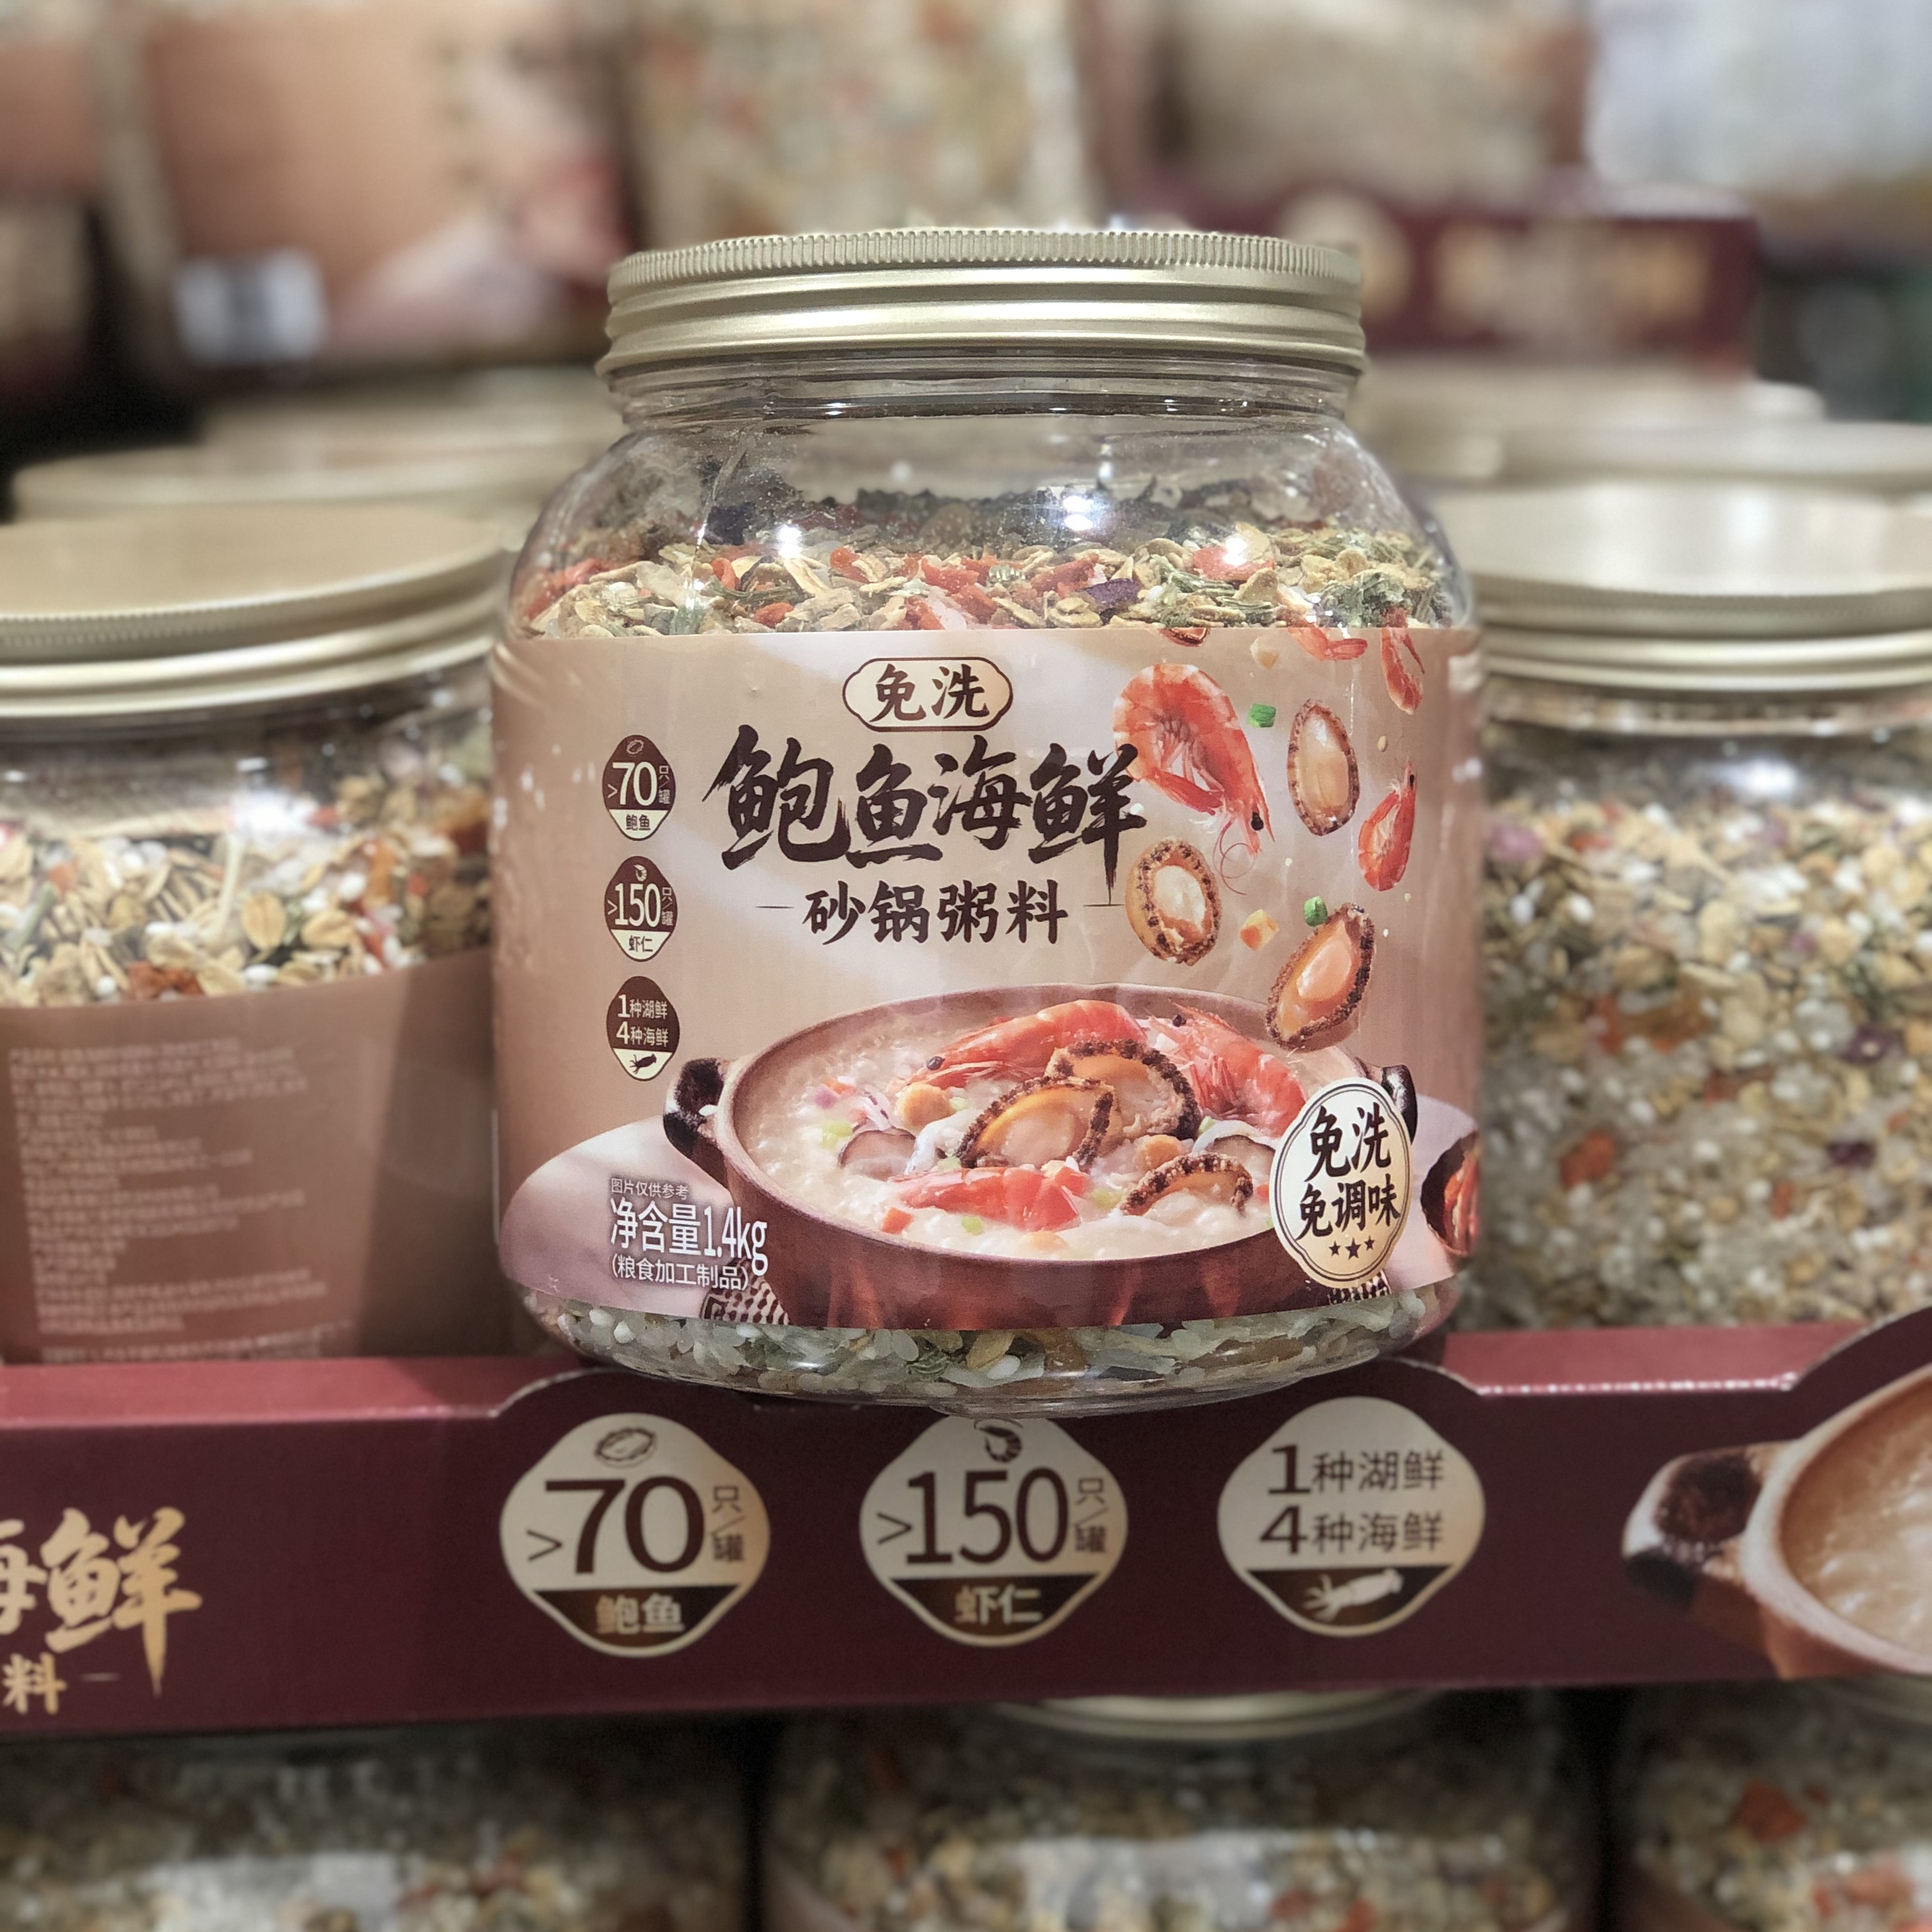 免洗
鲍鱼海鲜
砂锅粥料
>70只/罐
鲍鱼
>150只/罐
虾仁
1种湖鲜
4种海鲜
图片仅供参考
净含量1.4kg
(粮食加工制品)
免洗
免调味
海鲜
料
>70只/罐
鲍鱼
>150只/罐
虾仁
1种湖鲜
4种海鲜